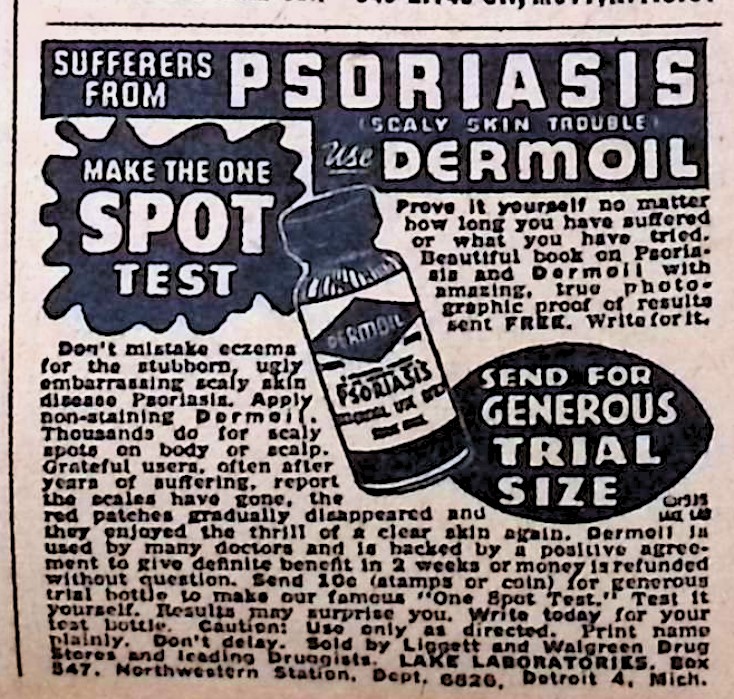 SUFFERERS
FROM
PSORIASIS
(SCALY SKIN TROUBLE)
Use DERMOIL
MAKE THE ONE
SPOT
TEST
Prove it yourself no matter
how long you have suffered
or what you have tried.
Beautiful book on Psoria-
sis and Dermoil with
amazing, true photo-
graphic proof of results
sent FREE. Write for it.
DERMOIL
PSORIASIS
Don't mistake eczema
for the stubborn, ugly
embarrassing scaly skin
disease Psoriasis. Apply
non-staining Dermoil.
Thousands do for scaly
spots on body or scalp.
Grateful users, often after
years of suffering, report
the scales have gone, the
red patches gradually disappeared and
they enjoyed the thrill of a clear skin again. Dermoil is
used by many doctors and is backed by a positive agree-
ment to give definite benefit in 2 weeks or money is refunded
without question. Send 10c (stamps or coin) for generous
trial bottle to make our famous "One Spot Test." Test it
yourself. Results may surprise you. Write today for your
test bottle. Caution: Use only as directed. Print name
plainly. Don't delay. Sold by Liggett and Walgreen Drug
Stores and leading Druggists. LAKE LABORATORIES, Box
547, Northwestern Station, Dept. 6826, Detroit 4, Mich.
SEND FOR
GENEROUS
TRIAL
SIZE